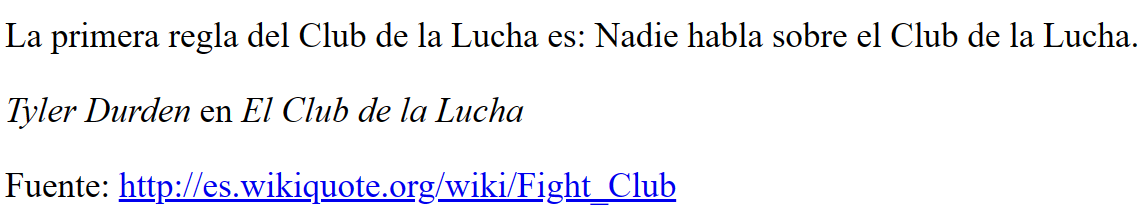 La primera regla del Club de la Lucha es: Nadie habla sobre el Club de la Lucha.
Tyler Durden en El Club de la Lucha
Fuente: http://es.wikiquote.org/wiki/Fight_Club